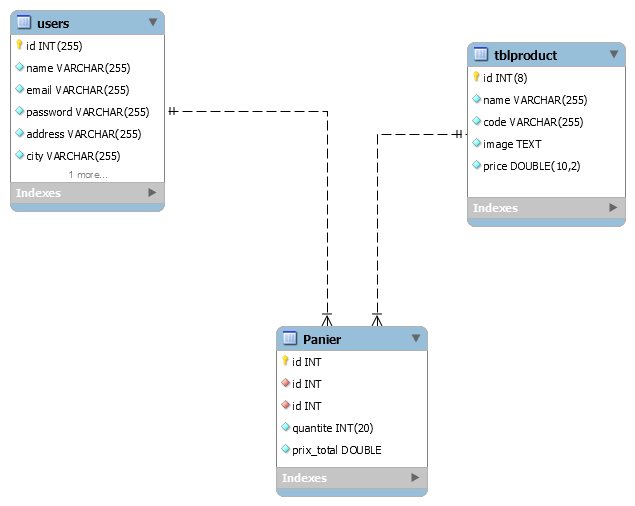 users
id INT(255)
name VARCHAR(255)
email VARCHAR(255)
password VARCHAR(255)
address VARCHAR(255)
city VARCHAR(255)
1 more...
Indexes
tblproduct
id INT(8)
name VARCHAR(255)
code VARCHAR(255)
image TEXT
price DOUBLE(10,2)
Indexes
Panier
id INT
id INT
id INT
quantite INT(20)
prix_total DOUBLE
Indexes